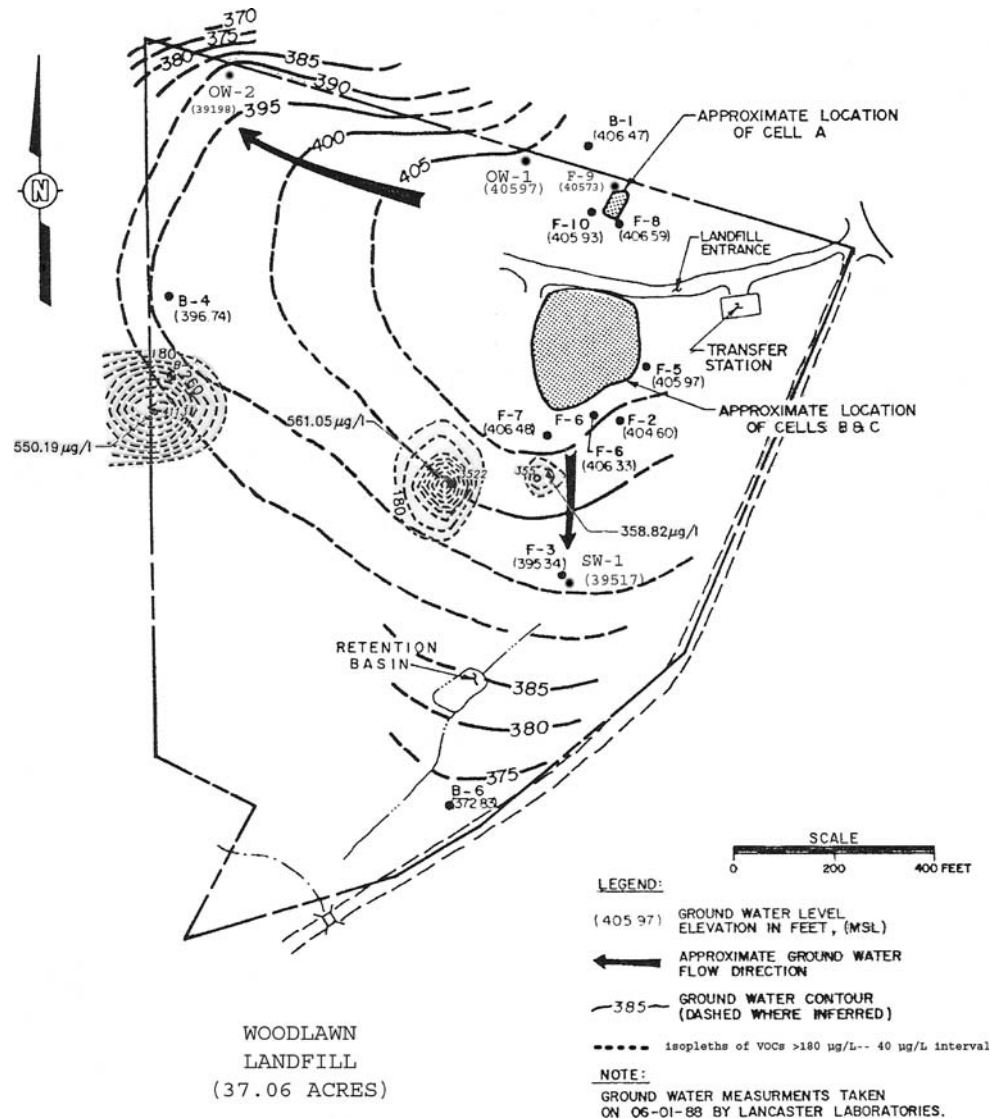 370
375
380
385
390
395
400
405
OW-2
(39198)
B-1
(406.47)
APPROXIMATE LOCATION
OF CELL A
OW-1
(40597)
F-9
(40573)
F-10
(405.93)
F-8
(406.59)
LANDFILL
ENTRANCE
N
B-4
(396.74)
TRANSFER
STATION
F-5
(405.97)
APPROXIMATE LOCATION
OF CELLS B & C
180
550.19 µg/l
561.05 µg/l
F-7
(406.48)
F-6
F-2
(404.60)
F-6
(406.33)
522
180
355
358.82 µg/l
F-3
(395.34)
SW-1
(39517)
RETENTION
BASIN
385
380
375
B-6
(372.83)
SCALE
0 200 400 FEET
LEGEND:
(405 97) GROUND WATER LEVEL
ELEVATION IN FEET, (MSL)
APPROXIMATE GROUND WATER
FLOW DIRECTION
385 GROUND WATER CONTOUR
(DASHED WHERE INFERRED)
isopleths of VOCs >180 µg/L-- 40 µg/L interval
NOTE:
GROUND WATER MEASURMENTS TAKEN
ON 06-01-88 BY LANCASTER LABORATORIES.
WOODLAWN
LANDFILL
(37.06 ACRES)